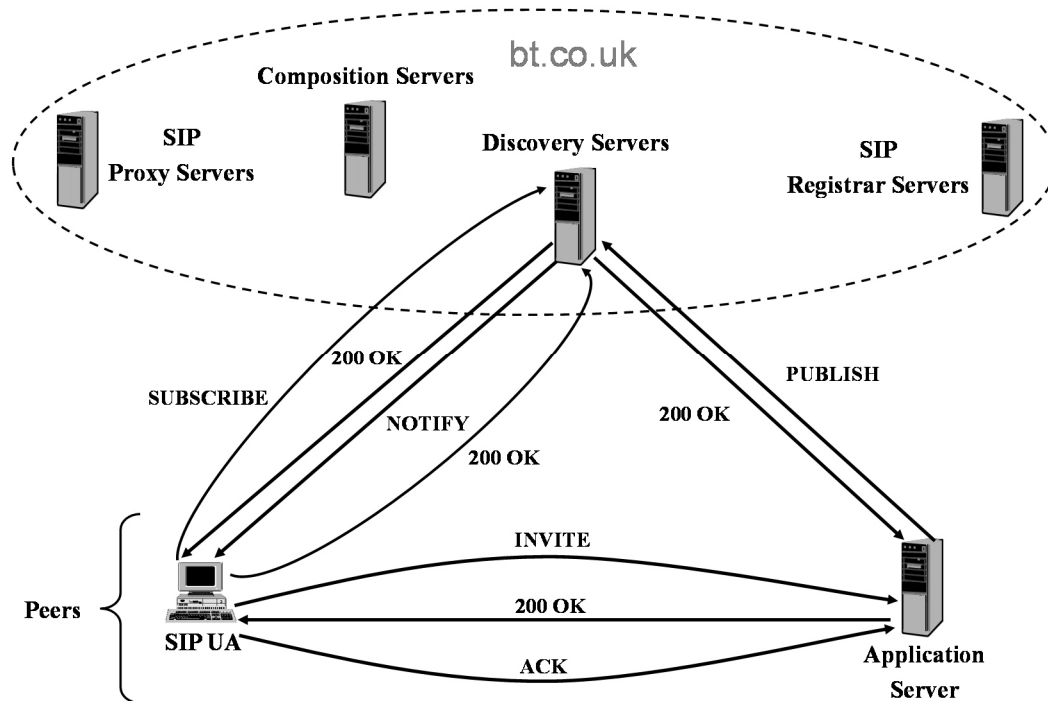 bt.co.uk
Composition Servers
SIP
Proxy Servers
Discovery Servers
SIP
Registrar Servers
200 OK
SUBSCRIBE
NOTIFY
200 OK
PUBLISH
200 OK
INVITE
200 OK
ACK
Peers
SIP UA
Application
Server